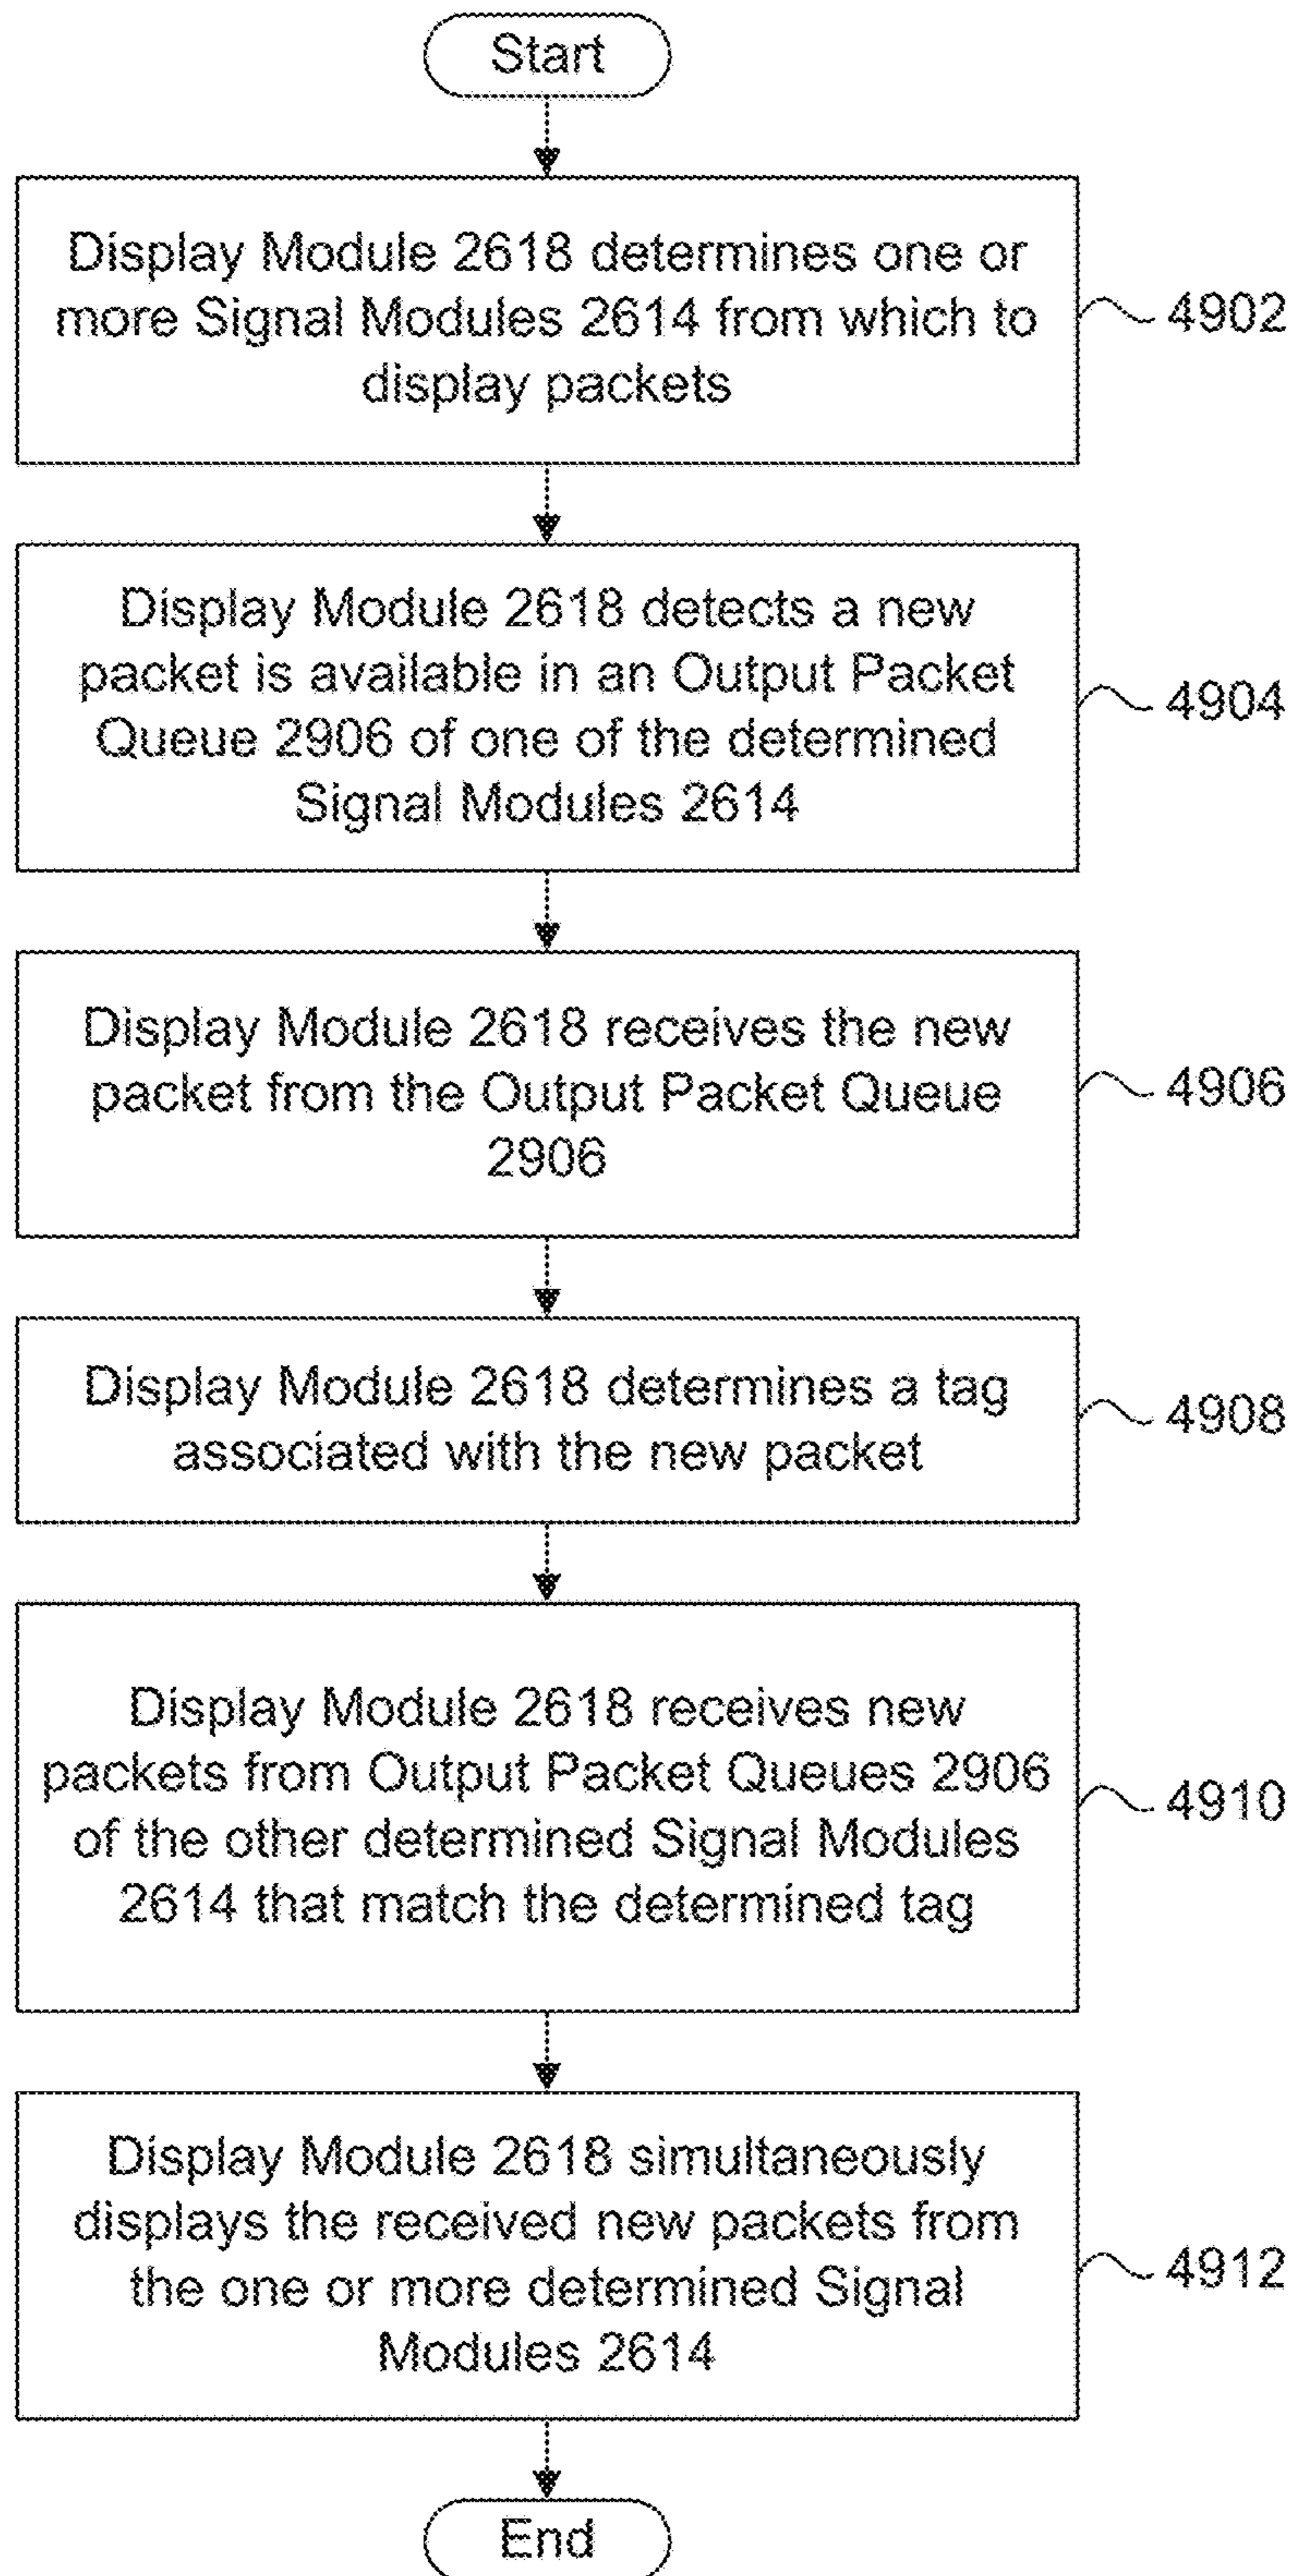 Start
Display Module 2618 determines one or
more Signal Modules 2614 from which to
display packets
4902
Display Module 2618 detects a new
packet is available in an Output Packet
Queue 2906 of one of the determined
Signal Modules 2614
4904
Display Module 2618 receives the new
packet from the Output Packet Queue
2906
4906
Display Module 2618 determines a tag
associated with the new packet
4908
Display Module 2618 receives new
packets from Output Packet Queues 2906
of the other determined Signal Modules
2614 that match the determined tag
4910
Display Module 2618 simultaneously
displays the received new packets from
the one or more determined Signal
Modules 2614
4912
End